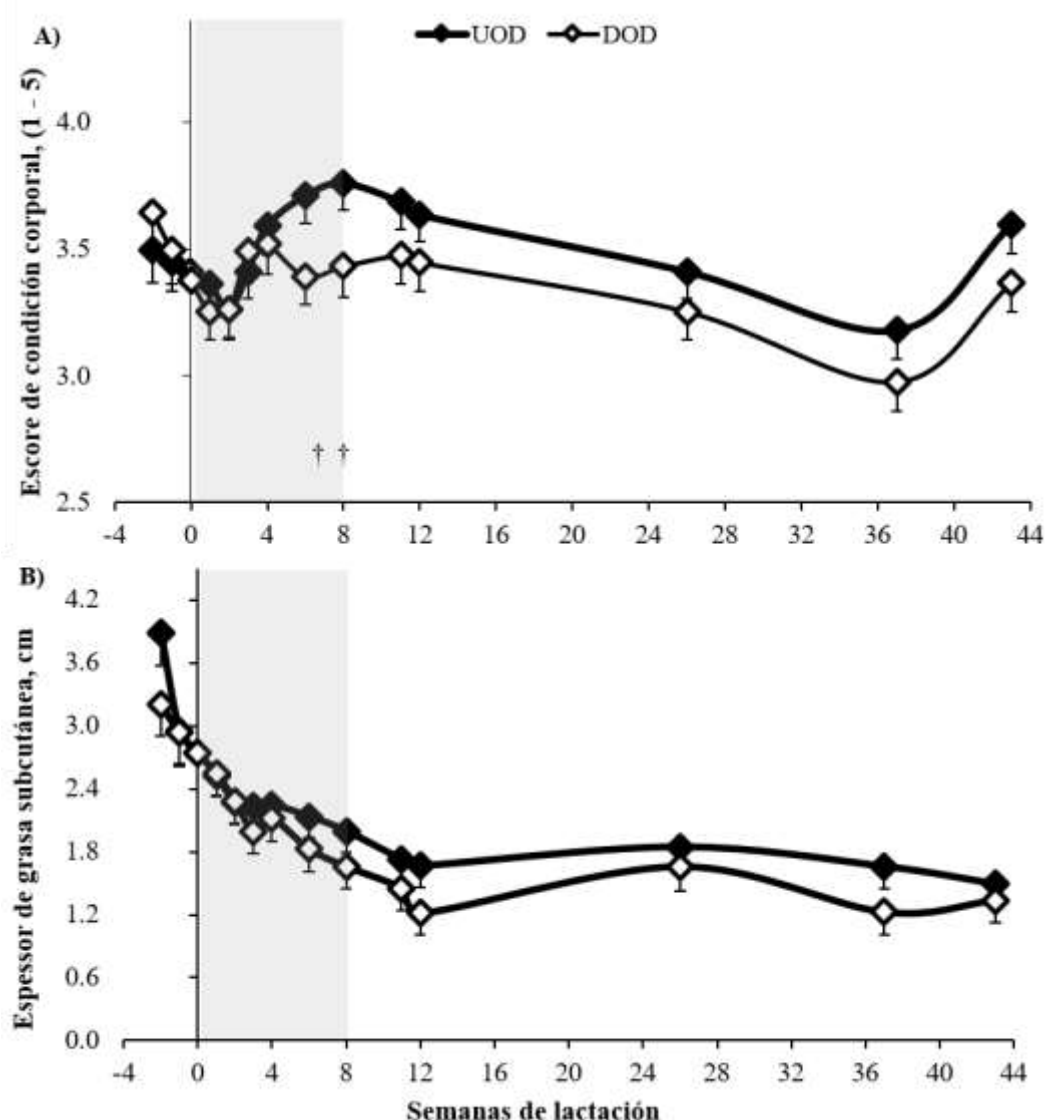 A)
UOD DOD
Escore de condición corporal, (1 - 5)
4.0
3.5
3.0
2.5
† †
-4 0 4 8 12 16 20 24 28 32 36 40 44
B)
Espessor de grasa subcutánea, cm
4.2
3.6
3.0
2.4
1.8
1.2
0.6
0.0
-4 0 4 8 12 16 20 24 28 32 36 40 44
Semanas de lactación